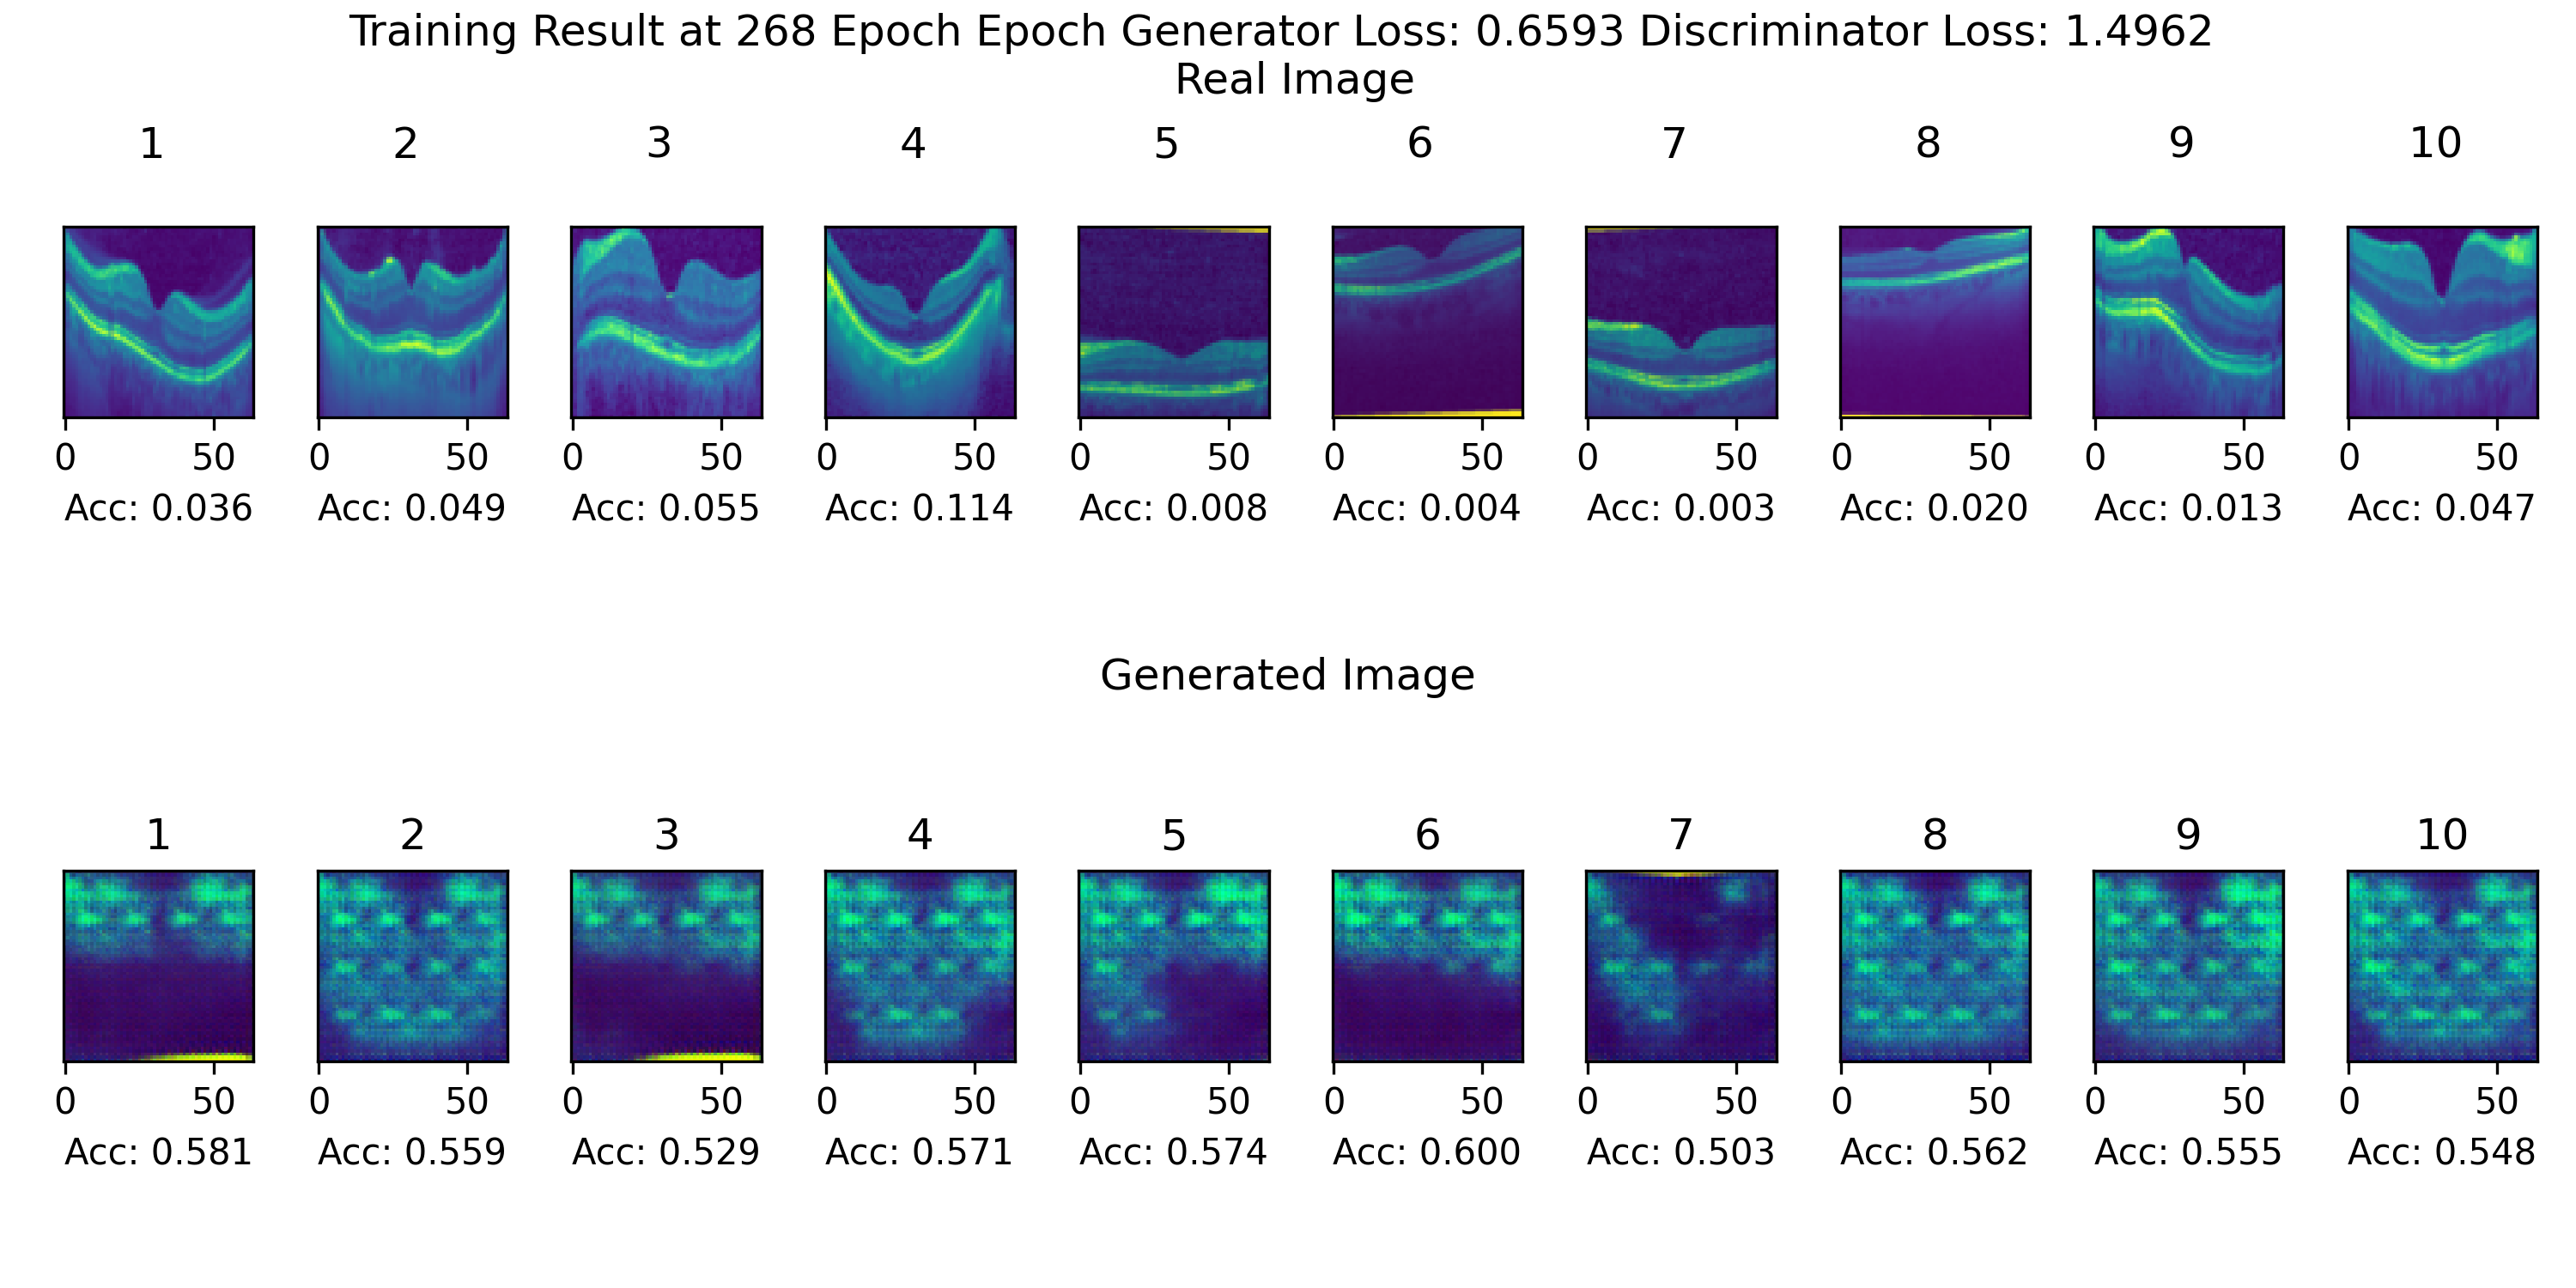 Training Result at 268 Epoch Epoch Generator Loss: 0.6593 Discriminator Loss: 1.4962
Real Image
1 2 3 4 5 6 7 8 9 10
0 50 0 50 0 50 0 50 0 50 0 50 0 50 0 50 0 50 0 50
Acc: 0.036 Acc: 0.049 Acc: 0.055 Acc: 0.114 Acc: 0.008 Acc: 0.004 Acc: 0.003 Acc: 0.020 Acc: 0.013 Acc: 0.047
Generated Image
1 2 3 4 5 6 7 8 9 10
0 50 0 50 0 50 0 50 0 50 0 50 0 50 0 50 0 50 0 50
Acc: 0.581 Acc: 0.559 Acc: 0.529 Acc: 0.571 Acc: 0.574 Acc: 0.600 Acc: 0.503 Acc: 0.562 Acc: 0.555 Acc: 0.548